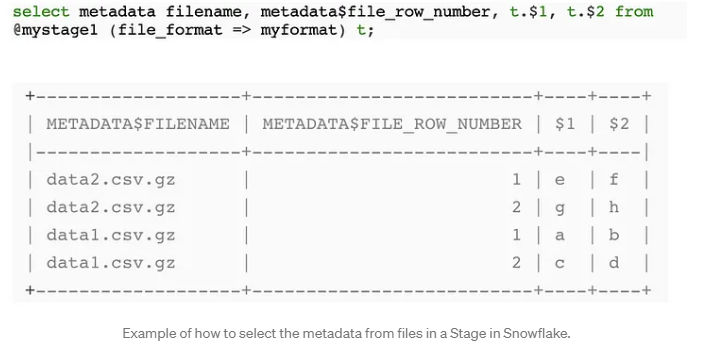 select metadata filename, metadata$file_row_number, t.$1, t.$2 from
@mystage1 (file_format => myformat) t;
+--------------------+----------------------------+----+----+
| METADATA$FILENAME | METADATA$FILE_ROW_NUMBER | $1 | $2 |
|--------------------+----------------------------+----+----|
| data2.csv.gz | 1 | e | f |
| data2.csv.gz | 2 | g | h |
| data1.csv.gz | 1 | a | b |
| data1.csv.gz | 2 | c | d |
+--------------------+----------------------------+----+----+
Example of how to select the metadata from files in a Stage in Snowflake.